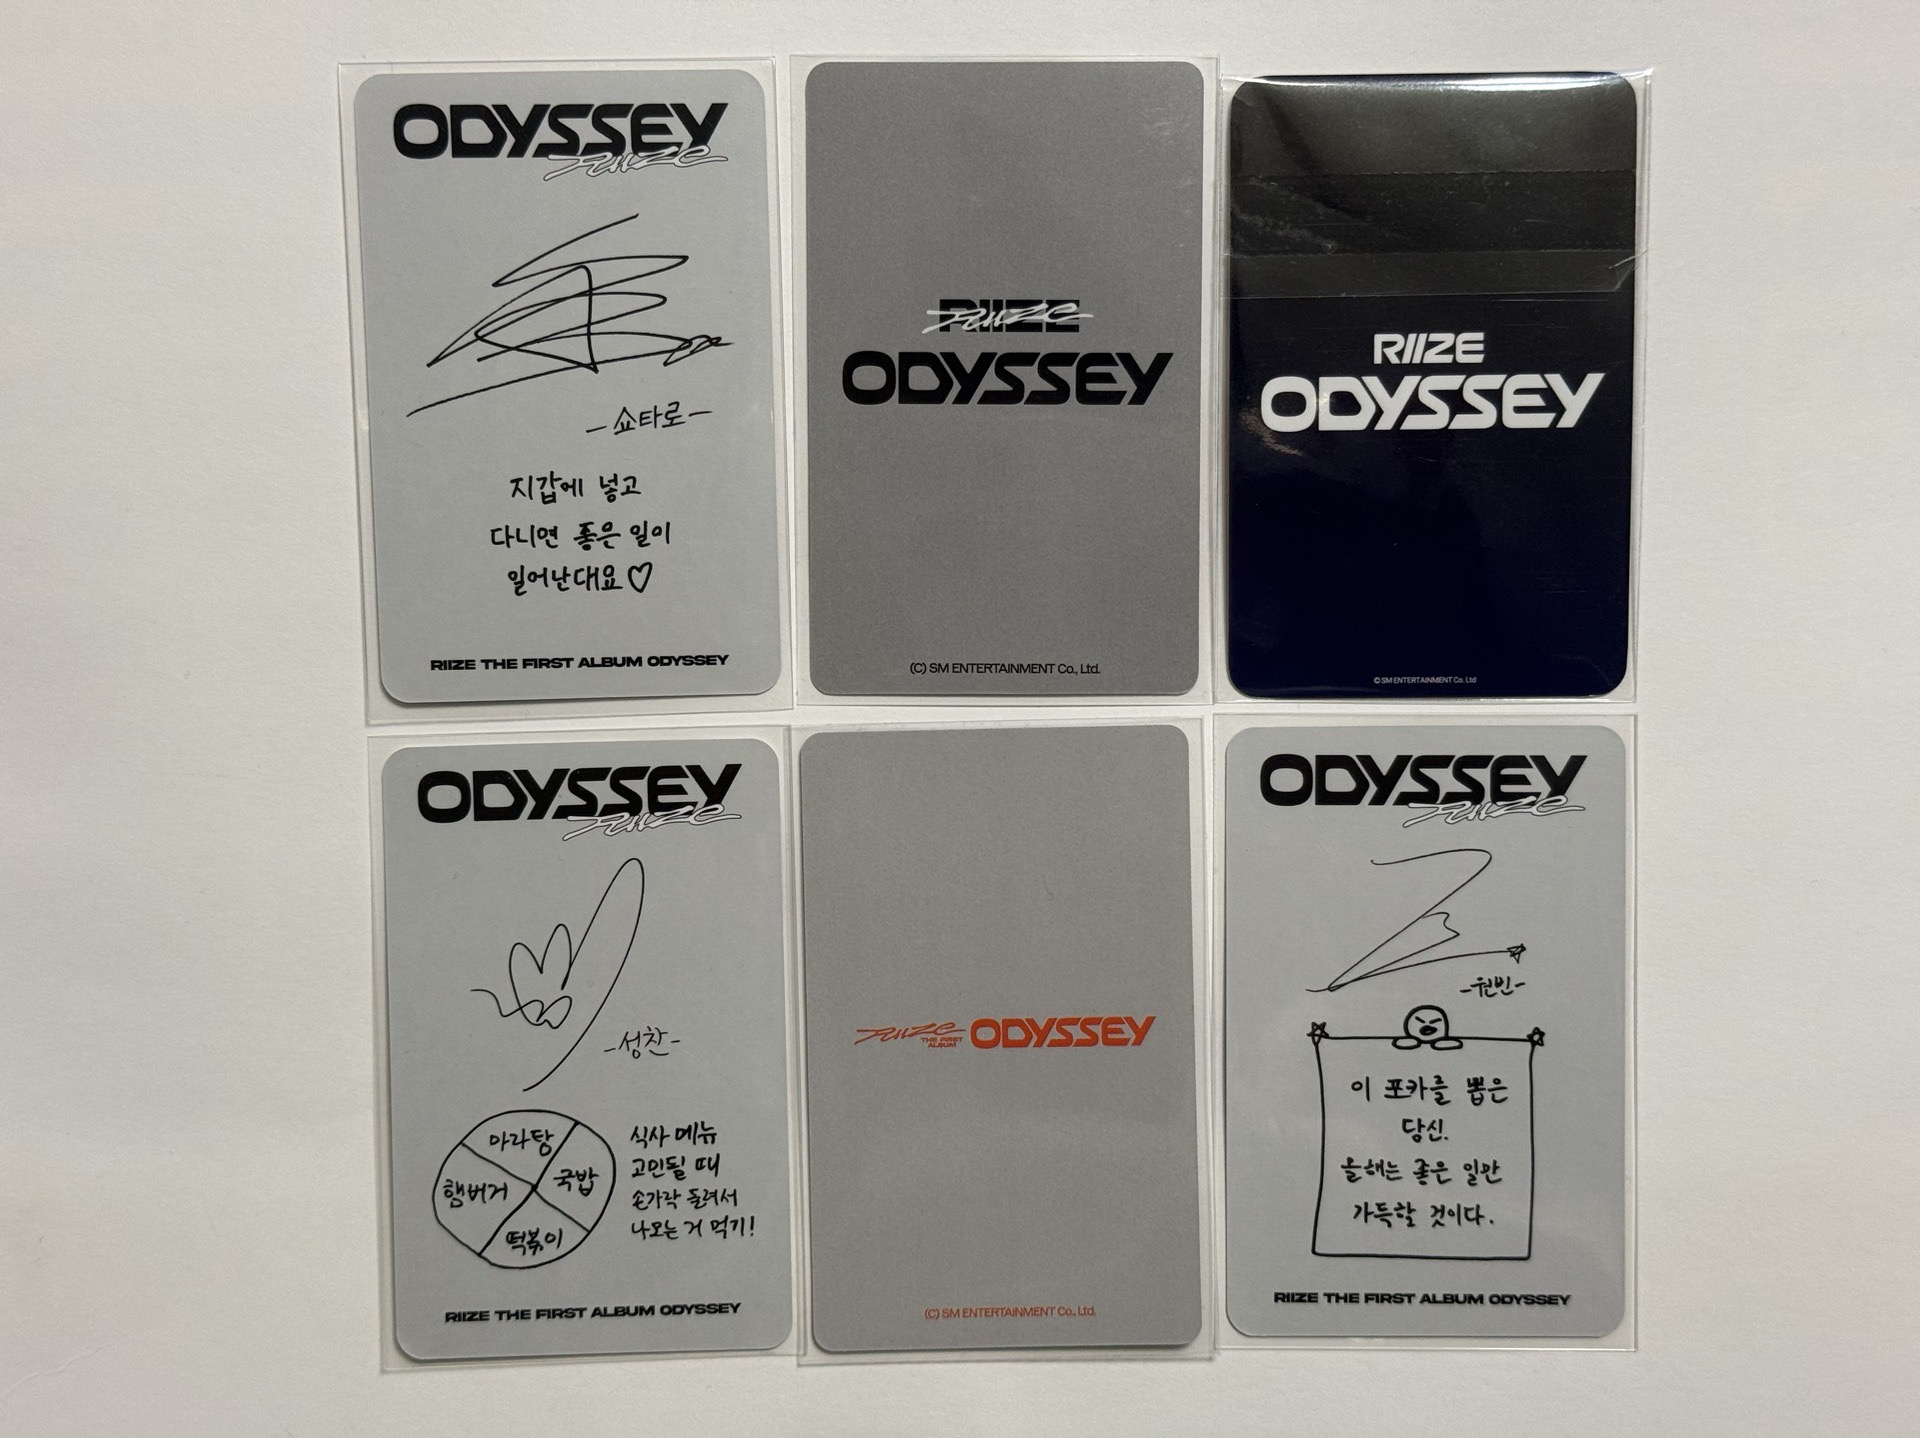 ODYSSEY
RIIZE
-쇼타로-
지갑에 넣고
다니면 좋은 일이
일어난대요♡
RIIZE THE FIRST ALBUM ODYSSEY
RIIZE
RIIZE
ODYSSEY
(C) SM ENTERTAINMENT Co., Ltd.
RIIZE
ODYSSEY
© SM ENTERTAINMENT Co. Ltd
ODYSSEY
RIIZE
-성찬-
마라탕
국밥
햄버거
떡볶이
식사 메뉴
고민될 때
손가락 돌려서
나오는 거 먹기!
RIIZE THE FIRST ALBUM ODYSSEY
RIIZE THE FIRST ALBUM ODYSSEY
(C) SM ENTERTAINMENT Co., Ltd.
ODYSSEY
RIIZE
-원빈-
이 포카를 뽑은
당신.
올해는 좋은 일만
가득할 것이다.
RIIZE THE FIRST ALBUM ODYSSEY